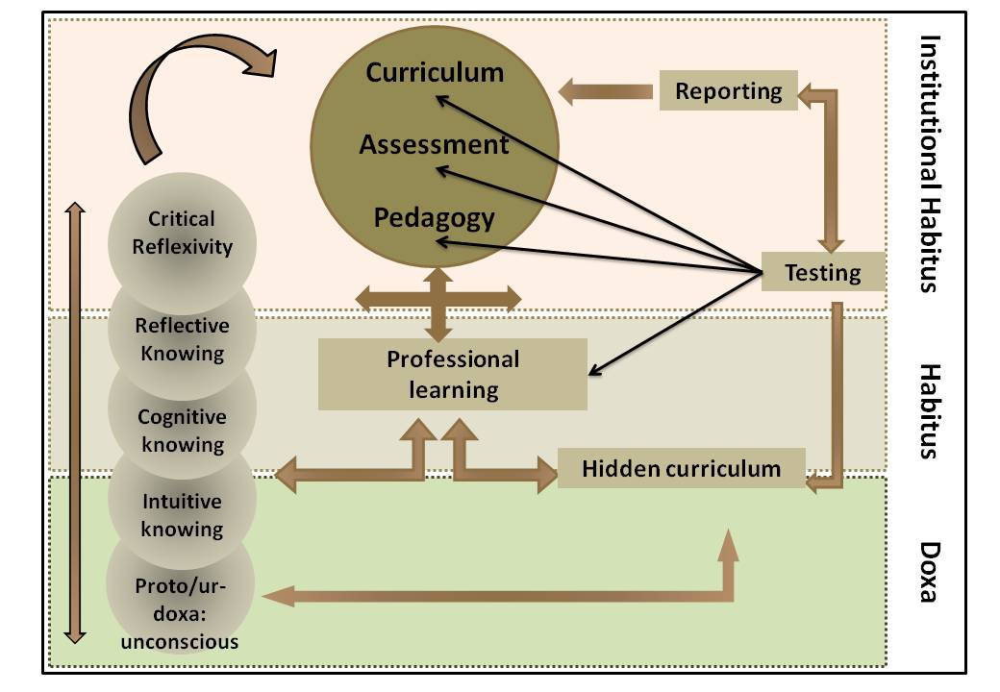 Curriculum
Assessment
Pedagogy
Reporting
Testing
Institutional Habitus
Critical
Reflexivity
Reflective
Knowing
Cognitive
knowing
Intuitive
knowing
Proto/ur-
doxa:
unconscious
Professional
learning
Hidden curriculum
Habitus
Doxa